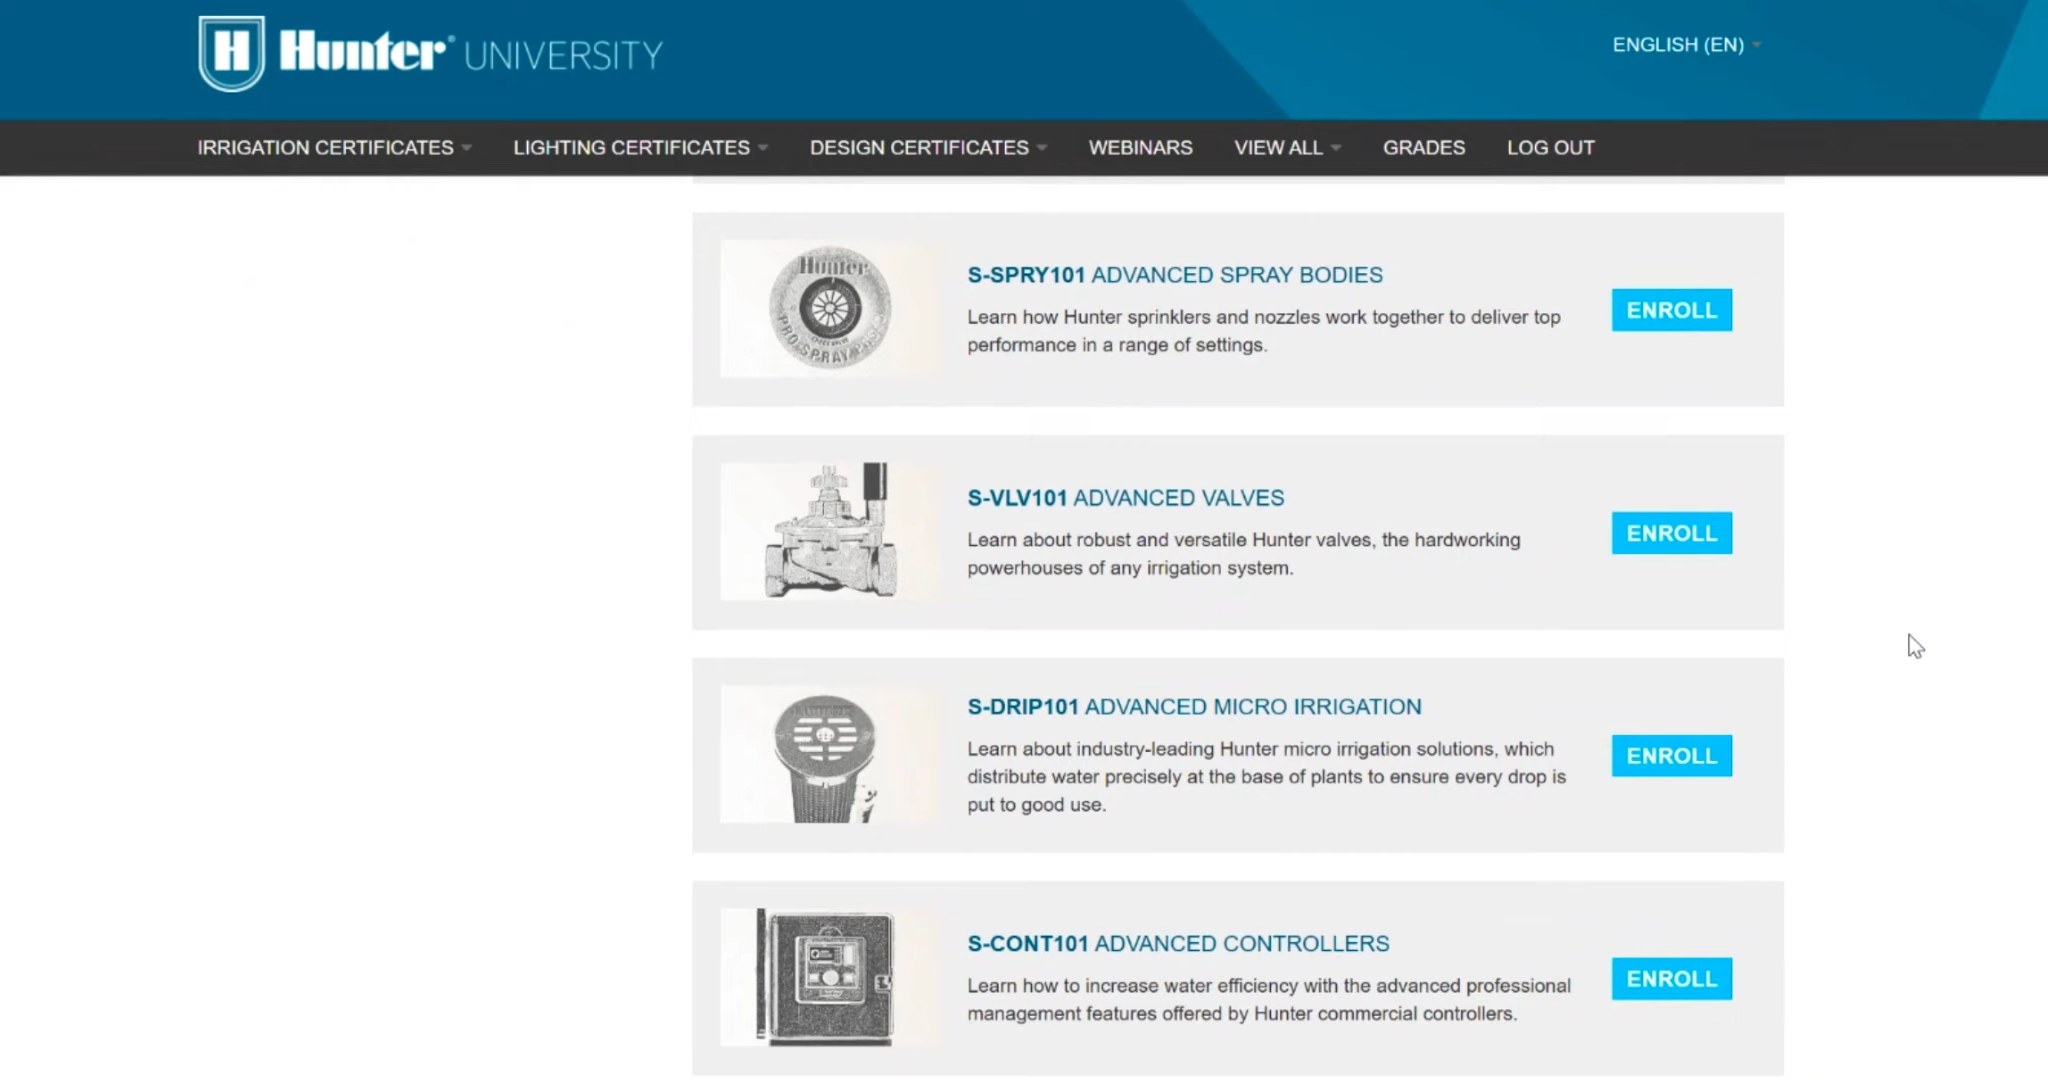 H Hunter® UNIVERSITY
ENGLISH (EN)
IRRIGATION CERTIFICATES LIGHTING CERTIFICATES DESIGN CERTIFICATES WEBINARS VIEW ALL GRADES LOG OUT
Hunter
PRO-SPRAY
S-SPRY101 ADVANCED SPRAY BODIES
Learn how Hunter sprinklers and nozzles work together to deliver top
performance in a range of settings.
ENROLL
S-VLV101 ADVANCED VALVES
Learn about robust and versatile Hunter valves, the hardworking
powerhouses of any irrigation system.
ENROLL
S-DRIP101 ADVANCED MICRO IRRIGATION
Learn about industry-leading Hunter micro irrigation solutions, which
distribute water precisely at the base of plants to ensure every drop is
put to good use.
ENROLL
S-CONT101 ADVANCED CONTROLLERS
Learn how to increase water efficiency with the advanced professional
management features offered by Hunter commercial controllers.
ENROLL